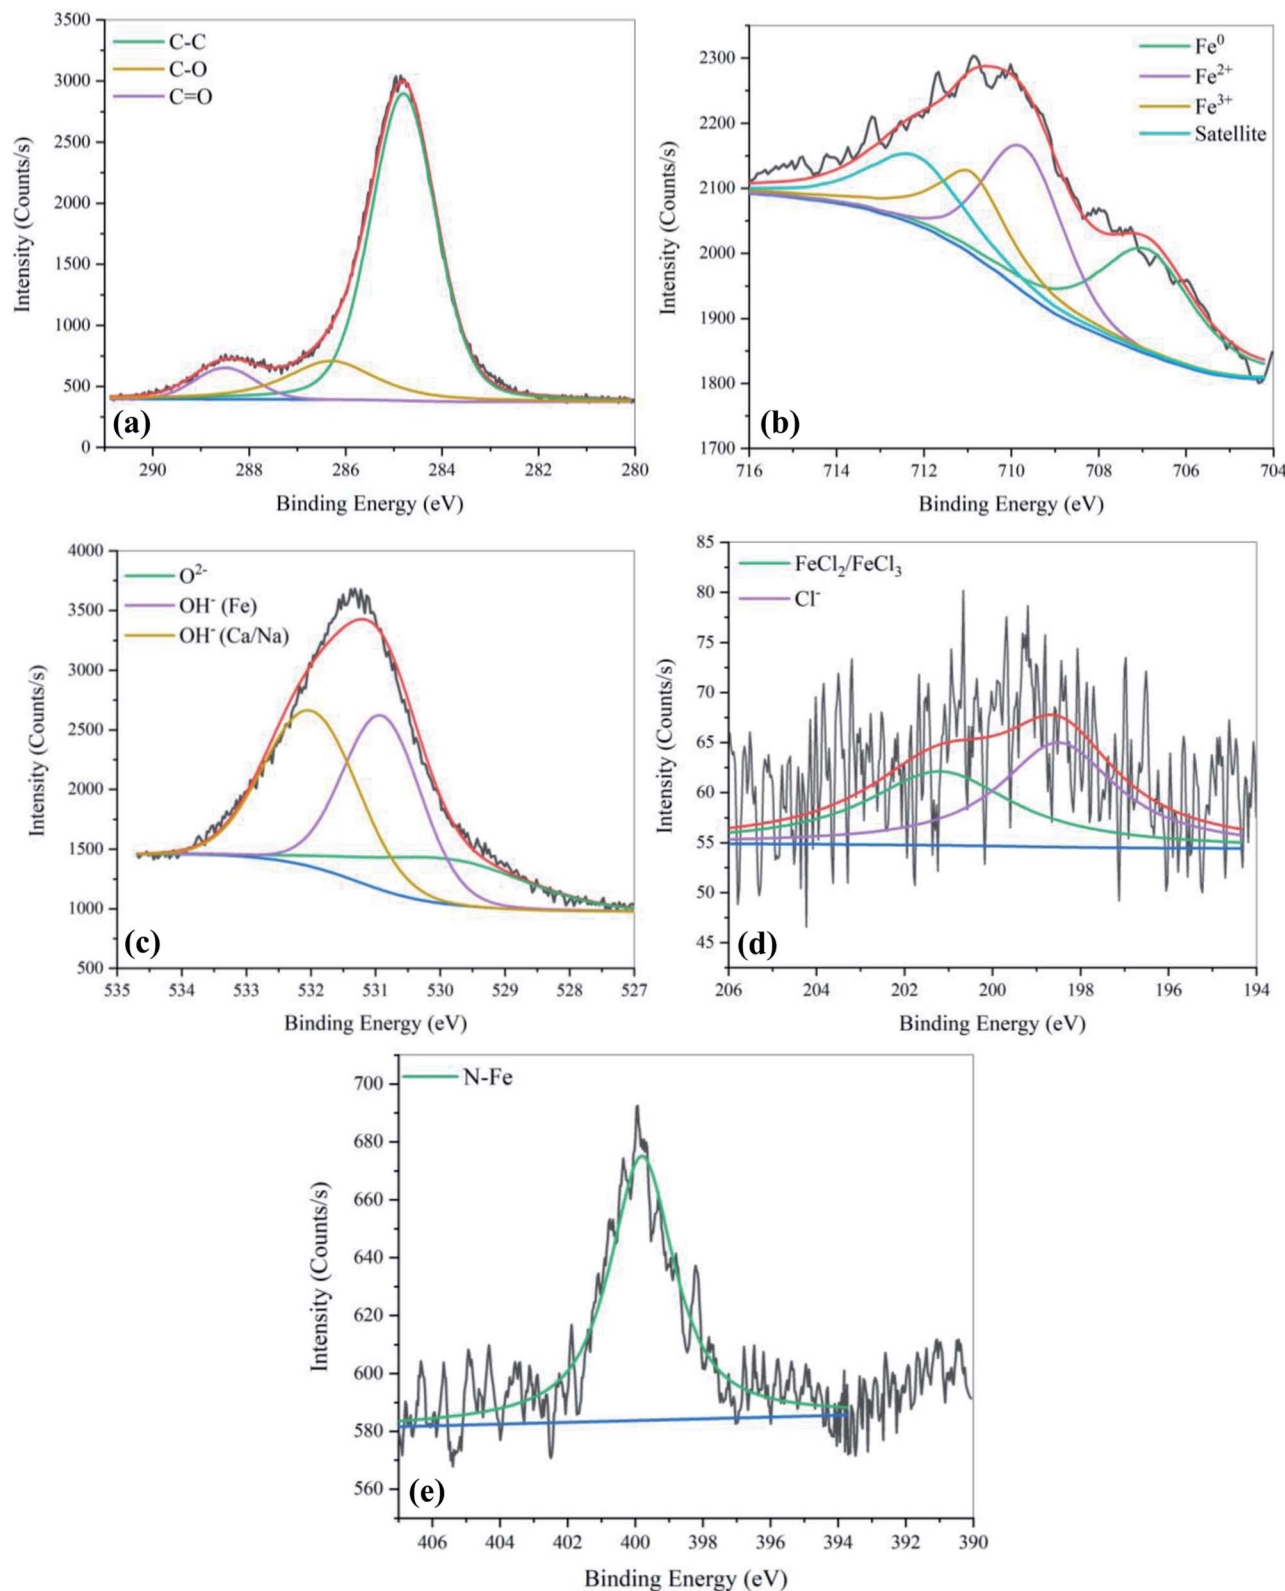 C-C
C-O
C=O
3500
3000
2500
2000
1500
1000
500
0
Intensity (Counts/s)
(a)
290 288 286 284 282 280
Binding Energy (eV)
Fe⁰
Fe²⁺
Fe³⁺
Satellite
2300
2200
2100
2000
1900
1800
1700
Intensity (Counts/s)
(b)
716 714 712 710 708 706 704
Binding Energy (eV)
O²⁻
OH⁻ (Fe)
OH⁻ (Ca/Na)
4000
3500
3000
2500
2000
1500
1000
500
Intensity (Counts/s)
(c)
535 534 533 532 531 530 529 528 527
Binding Energy (eV)
FeCl₂/FeCl₃
Cl⁻
85
80
75
70
65
60
55
50
45
Intensity (Counts/s)
(d)
206 204 202 200 198 196 194
Binding Energy (eV)
N-Fe
700
680
660
640
620
600
580
560
Intensity (Counts/s)
(e)
406 404 402 400 398 396 394 392 390
Binding Energy (eV)